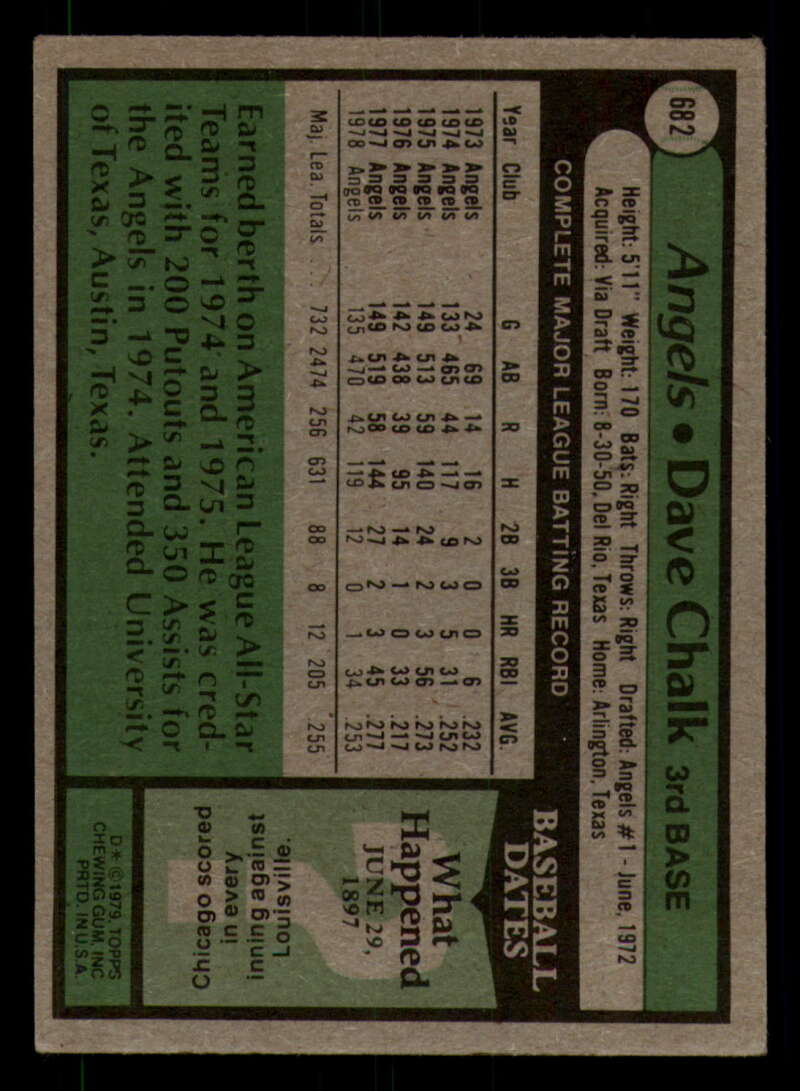 682
Angels • Dave Chalk 3rd BASE
Height: 5'11" Weight: 170 Bats: Right Throws: Right Drafted: Angels #1 - June, 1972
Acquired: Via Draft Born: 8-30-50, Del Rio, Texas Home: Arlington, Texas
COMPLETE MAJOR LEAGUE BATTING RECORD
Year Club G AB R H 2B 3B HR RBI AVG.
1973 Angels 24 69 14 16 2 0 0 6 .232
1974 Angels 133 465 44 117 9 3 5 31 .252
1975 Angels 149 513 59 140 24 2 3 56 .273
1976 Angels 142 438 39 95 14 1 0 33 .217
1977 Angels 149 519 58 144 27 2 3 45 .277
1978 Angels 135 470 42 119 12 0 1 34 .253
Maj. Lea. Totals . . . 732 2474 256 631 88 8 12 205 .255
Earned berth on American League All-Star
Teams for 1974 and 1975. He was cred-
ited with 200 Putouts and 350 Assists for
the Angels in 1974. Attended University
of Texas, Austin, Texas.
BASEBALL
DATES
What
Happened
JUNE 29,
1897
Chicago scored
in every
inning against
Louisville.
D* ©1979, TOPPS
CHEWING GUM, INC
PRTD. IN U.S.A.